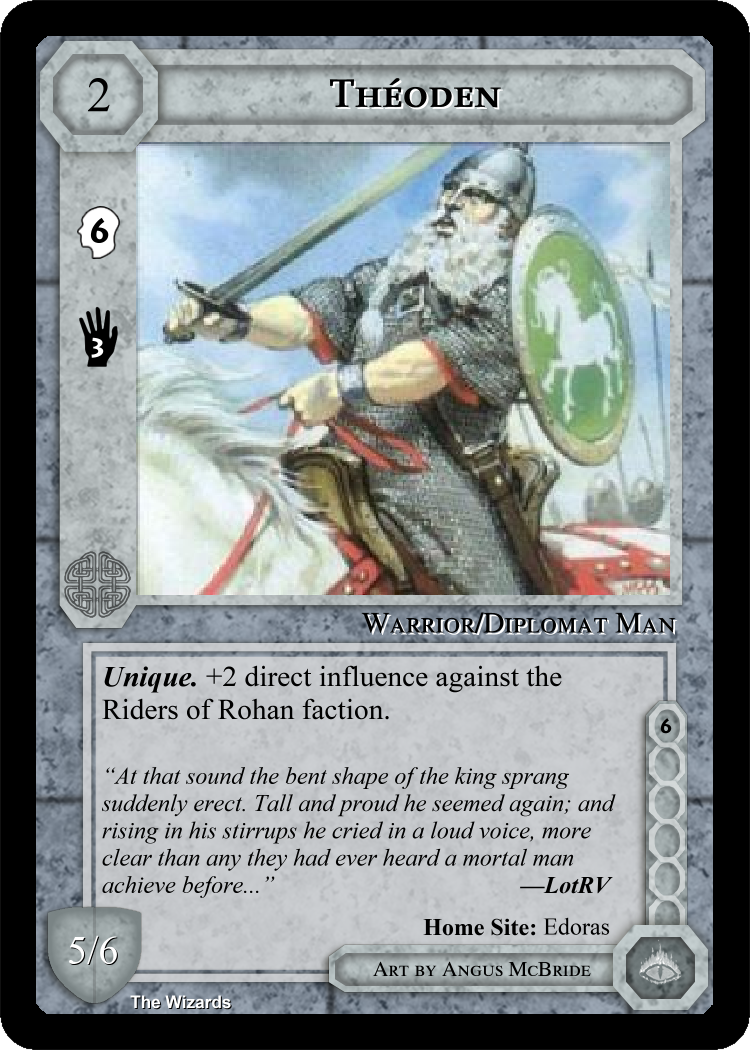 2
THÉODEN
6
3
WARRIOR/DIPLOMAT MAN
Unique. +2 direct influence against the
Riders of Rohan faction.
6
“At that sound the bent shape of the king sprang
suddenly erect. Tall and proud he seemed again; and
rising in his stirrups he cried in a loud voice, more
clear than any they had ever heard a mortal man
achieve before...” —LotRV
Home Site: Edoras
5/6
ART BY ANGUS MCBRIDE
The Wizards